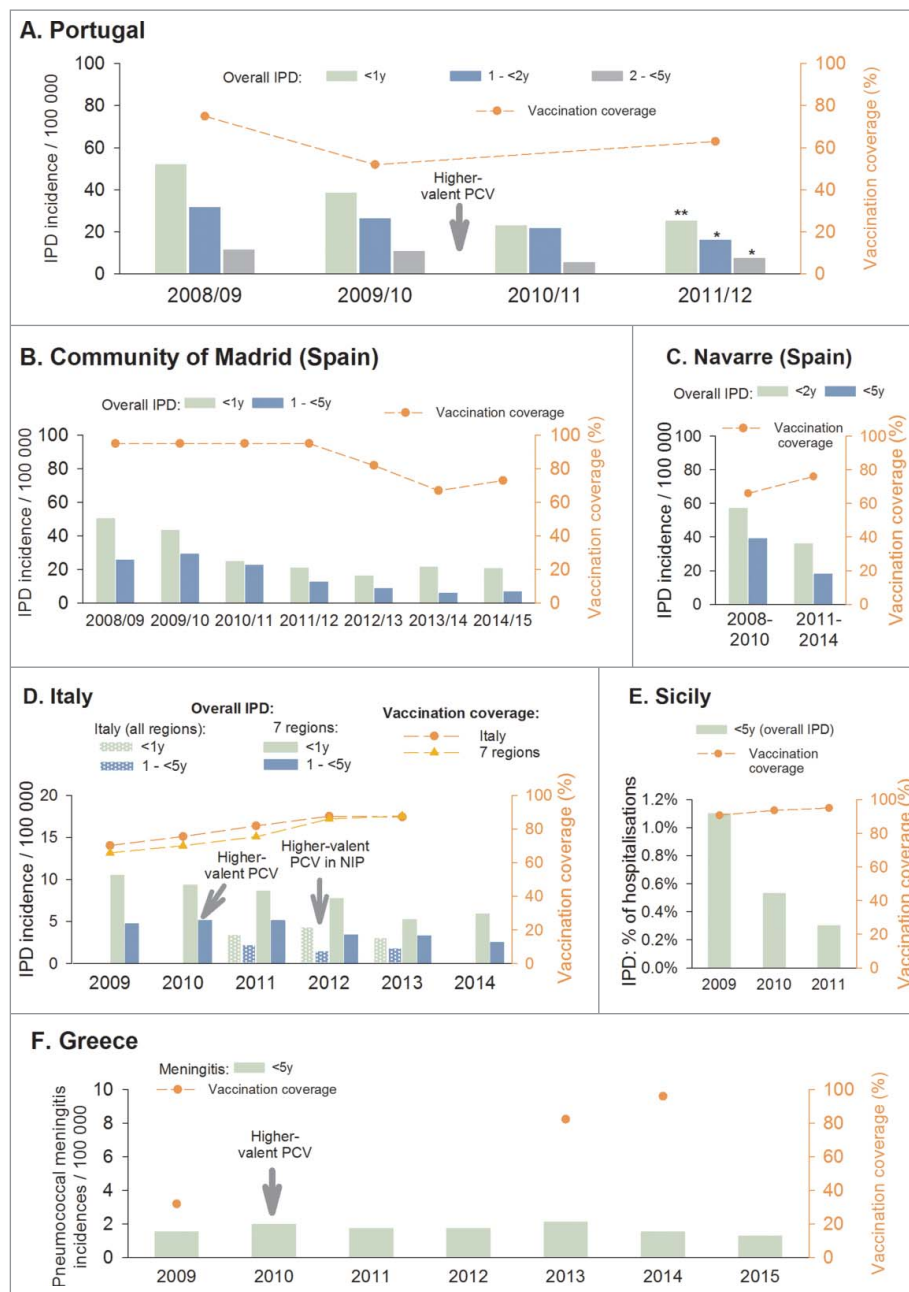 A. Portugal
Overall IPD: <1y 1 - <2y 2 - <5y
Vaccination coverage
Higher-
valent PCV
IPD incidence / 100 000
100
80
60
40
20
0
Vaccination coverage (%)
100
80
60
40
20
0
**
*
*
2008/09 2009/10 2010/11 2011/12
B. Community of Madrid (Spain)
Overall IPD: <1y 1 - <5y
Vaccination coverage
IPD incidence / 100 000
100
80
60
40
20
0
Vaccination coverage (%)
100
80
60
40
20
0
2008/09 2009/10 2010/11 2011/12 2012/13 2013/14 2014/15
C. Navarre (Spain)
Overall IPD: <2y <5y
Vaccination
coverage
IPD incidence / 100 000
100
80
60
40
20
0
Vaccination coverage (%)
100
80
60
40
20
0
2008- 2011-
2010 2014
D. Italy
Overall IPD:
Italy (all regions): 7 regions:
<1y <1y
1 - <5y 1 - <5y
Vaccination coverage:
Italy
7 regions
Higher-
valent PCV
Higher-valent
PCV in NIP
IPD incidence / 100 000
20
15
10
5
0
Vaccination coverage (%)
100
80
60
40
20
0
2009 2010 2011 2012 2013 2014
E. Sicily
<5y (overall IPD)
Vaccination
coverage
IPD: % of hospitalisations
1.2%
1.0%
0.8%
0.6%
0.4%
0.2%
0.0%
Vaccination coverage (%)
100
80
60
40
20
0
2009 2010 2011
F. Greece
Meningitis: <5y
Vaccination coverage
Higher-
valent PCV
Pneumococcal meningitis
incidences / 100 000
10
8
6
4
2
0
Vaccination coverage (%)
100
80
60
40
20
0
2009 2010 2011 2012 2013 2014 2015